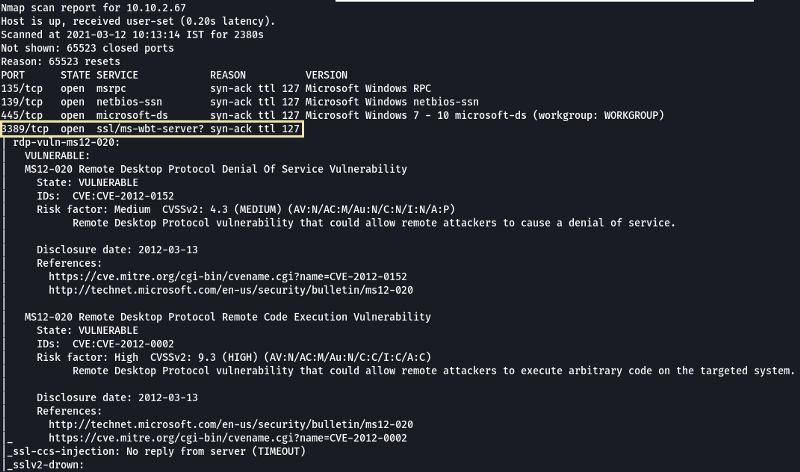 Nmap scan report for 10.10.2.67
Host is up, received user-set (0.20s latency).
Scanned at 2021-03-12 10:13:14 IST for 2380s
Not shown: 65523 closed ports
Reason: 65523 resets
PORT     STATE SERVICE            REASON          VERSION
135/tcp  open  msrpc              syn-ack ttl 127 Microsoft Windows RPC
139/tcp  open  netbios-ssn        syn-ack ttl 127 Microsoft Windows netbios-ssn
445/tcp  open  microsoft-ds       syn-ack ttl 127 Microsoft Windows 7 - 10 microsoft-ds (workgroup: WORKGROUP)
3389/tcp open  ssl/ms-wbt-server? syn-ack ttl 127
| rdp-vuln-ms12-020:
|   VULNERABLE:
|   MS12-020 Remote Desktop Protocol Denial Of Service Vulnerability
|     State: VULNERABLE
|     IDs:  CVE:CVE-2012-0152
|     Risk factor: Medium  CVSSv2: 4.3 (MEDIUM) (AV:N/AC:M/Au:N/C:N/I:N/A:P)
|           Remote Desktop Protocol vulnerability that could allow remote attackers to cause a denial of service.
|
|     Disclosure date: 2012-03-13
|     References:
|       https://cve.mitre.org/cgi-bin/cvename.cgi?name=CVE-2012-0152
|       http://technet.microsoft.com/en-us/security/bulletin/ms12-020
|
|   MS12-020 Remote Desktop Protocol Remote Code Execution Vulnerability
|     State: VULNERABLE
|     IDs:  CVE:CVE-2012-0002
|     Risk factor: High  CVSSv2: 9.3 (HIGH) (AV:N/AC:M/Au:N/C:C/I:C/A:C)
|           Remote Desktop Protocol vulnerability that could allow remote attackers to execute arbitrary code on the targeted system.
|
|     Disclosure date: 2012-03-13
|     References:
|       http://technet.microsoft.com/en-us/security/bulletin/ms12-020
|_      https://cve.mitre.org/cgi-bin/cvename.cgi?name=CVE-2012-0002
|_ssl-ccs-injection: No reply from server (TIMEOUT)
|_sslv2-drown: